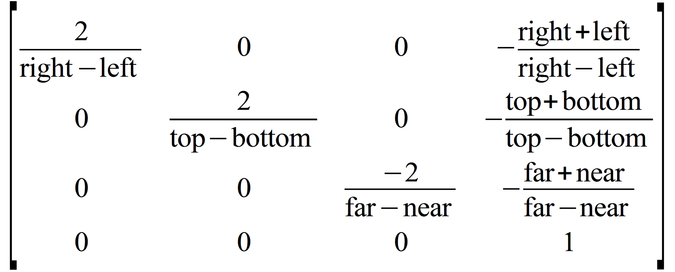 2/(right − left) 0 0 −(right + left)/(right − left)
0 2/(top − bottom) 0 −(top + bottom)/(top − bottom)
0 0 −2/(far − near) −(far + near)/(far − near)
0 0 0 1